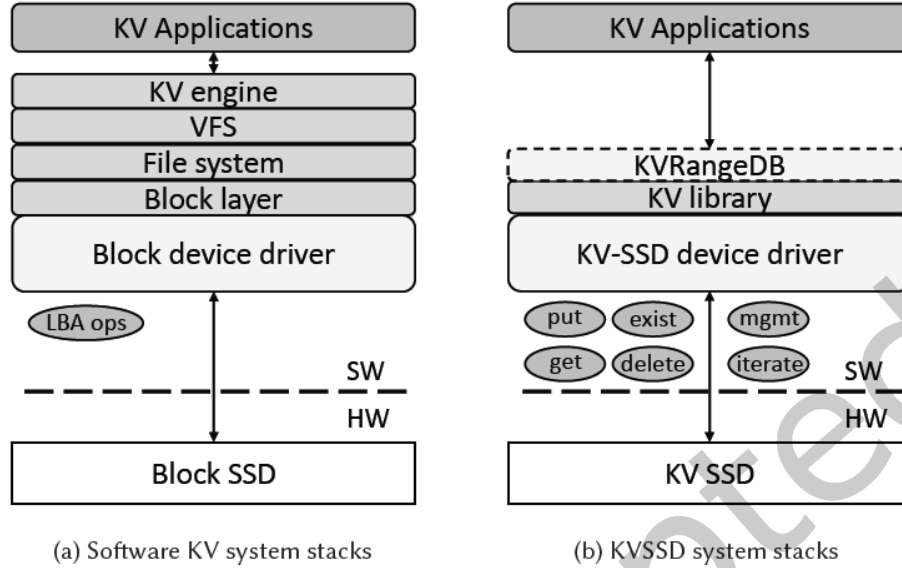 KV Applications
KV engine
VFS
File system
Block layer
Block device driver
LBA ops
SW
HW
Block SSD
(a) Software KV system stacks
KV Applications
KVRangeDB
KV library
KV-SSD device driver
put exist mgmt
get delete iterate
SW
HW
KV SSD
(b) KVSSD system stacks